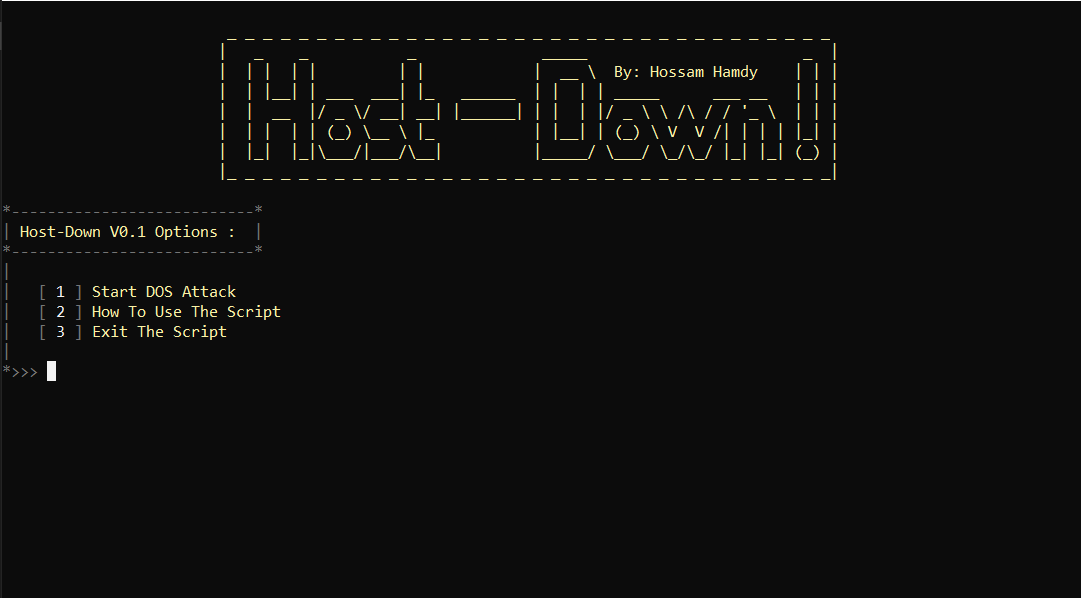 Host-Down!
By: Hossam Hamdy
*---------------------------*
| Host-Down V0.1 Options :  |
*---------------------------*
|
|   [ 1 ] Start DOS Attack
|   [ 2 ] How To Use The Script
|   [ 3 ] Exit The Script
|
*>>>